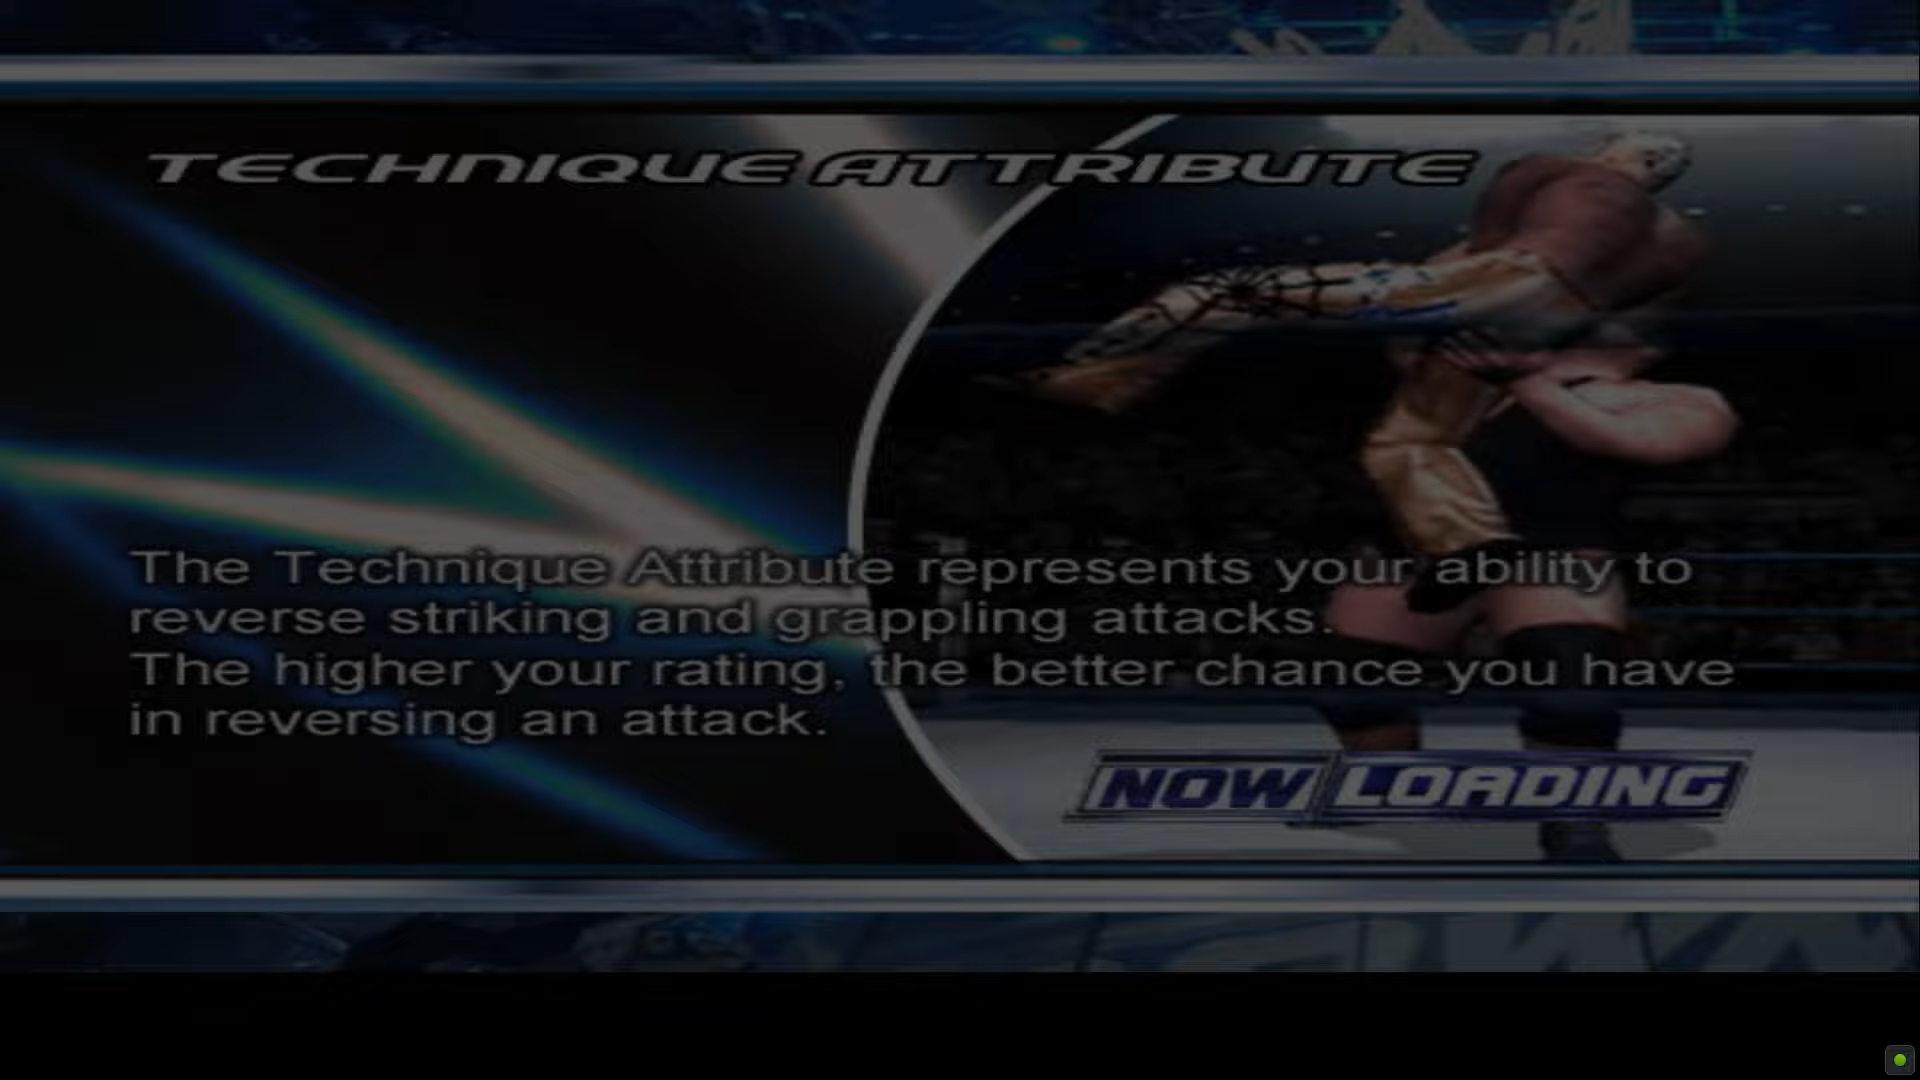 TECHNIQUE ATTRIBUTE
The Technique Attribute represents your ability to
reverse striking and grappling attacks.
The higher your rating, the better chance you have
in reversing an attack.
NOW LOADING